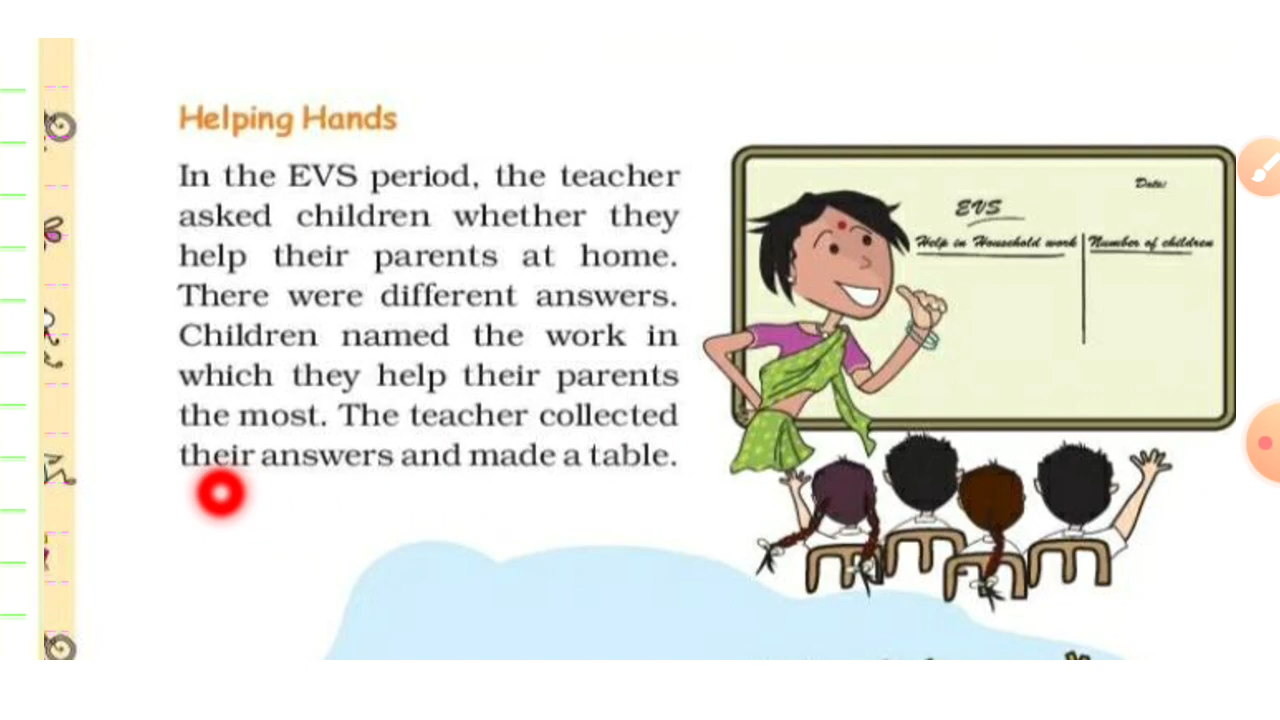 Helping Hands
In the EVS period, the teacher
asked children whether they
help their parents at home.
There were different answers.
Children named the work in
which they help their parents
the most. The teacher collected
their answers and made a table.
Date:
EVS
Help in Household work Number of children